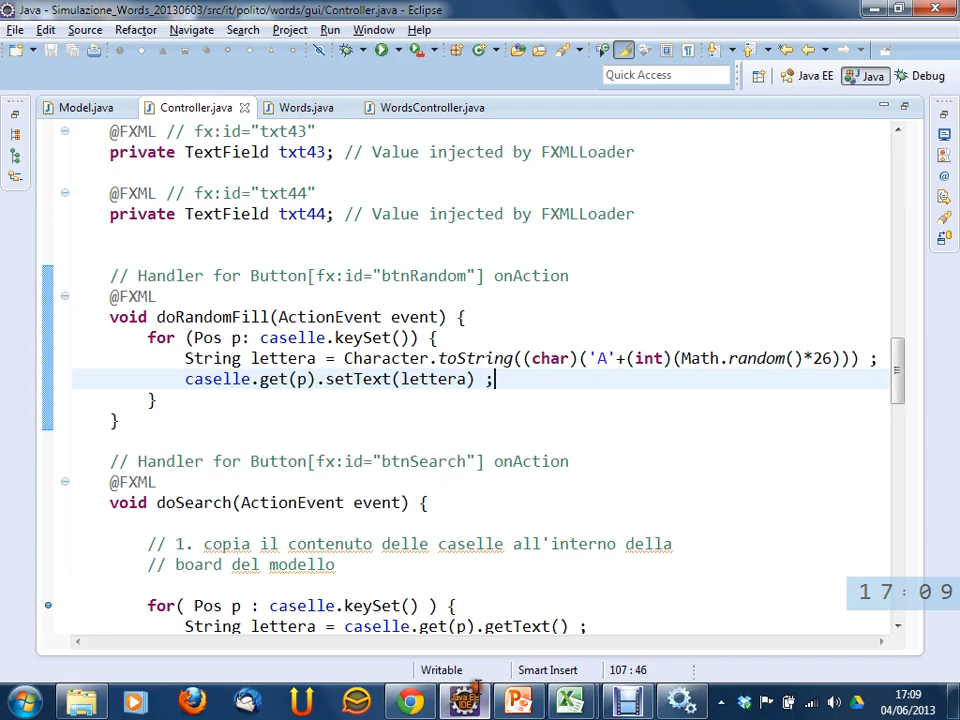 Java - Simulazione_Words_20130603/src/it/polito/words/gui/Controller.java - Eclipse
File Edit Source Refactor Navigate Search Project Run Window Help
Quick Access
Java EE Java Debug
Model.java Controller.java Words.java WordsController.java
@FXML // fx:id="txt43"
private TextField txt43; // Value injected by FXMLLoader
@FXML // fx:id="txt44"
private TextField txt44; // Value injected by FXMLLoader
// Handler for Button[fx:id="btnRandom"] onAction
@FXML
void doRandomFill(ActionEvent event) {
for (Pos p: caselle.keySet()) {
String lettera = Character.toString((char)('A'+(int)(Math.random()*26))) ;
caselle.get(p).setText(lettera) ;
}
}
// Handler for Button[fx:id="btnSearch"] onAction
@FXML
void doSearch(ActionEvent event) {
// 1. copia il contenuto delle caselle all'interno della
// board del modello
17:09
for( Pos p : caselle.keySet() ) {
String lettera = caselle.get(p).getText() ;
Writable Smart Insert 107 : 46
Java EE
IDE
17:09
04/06/2013